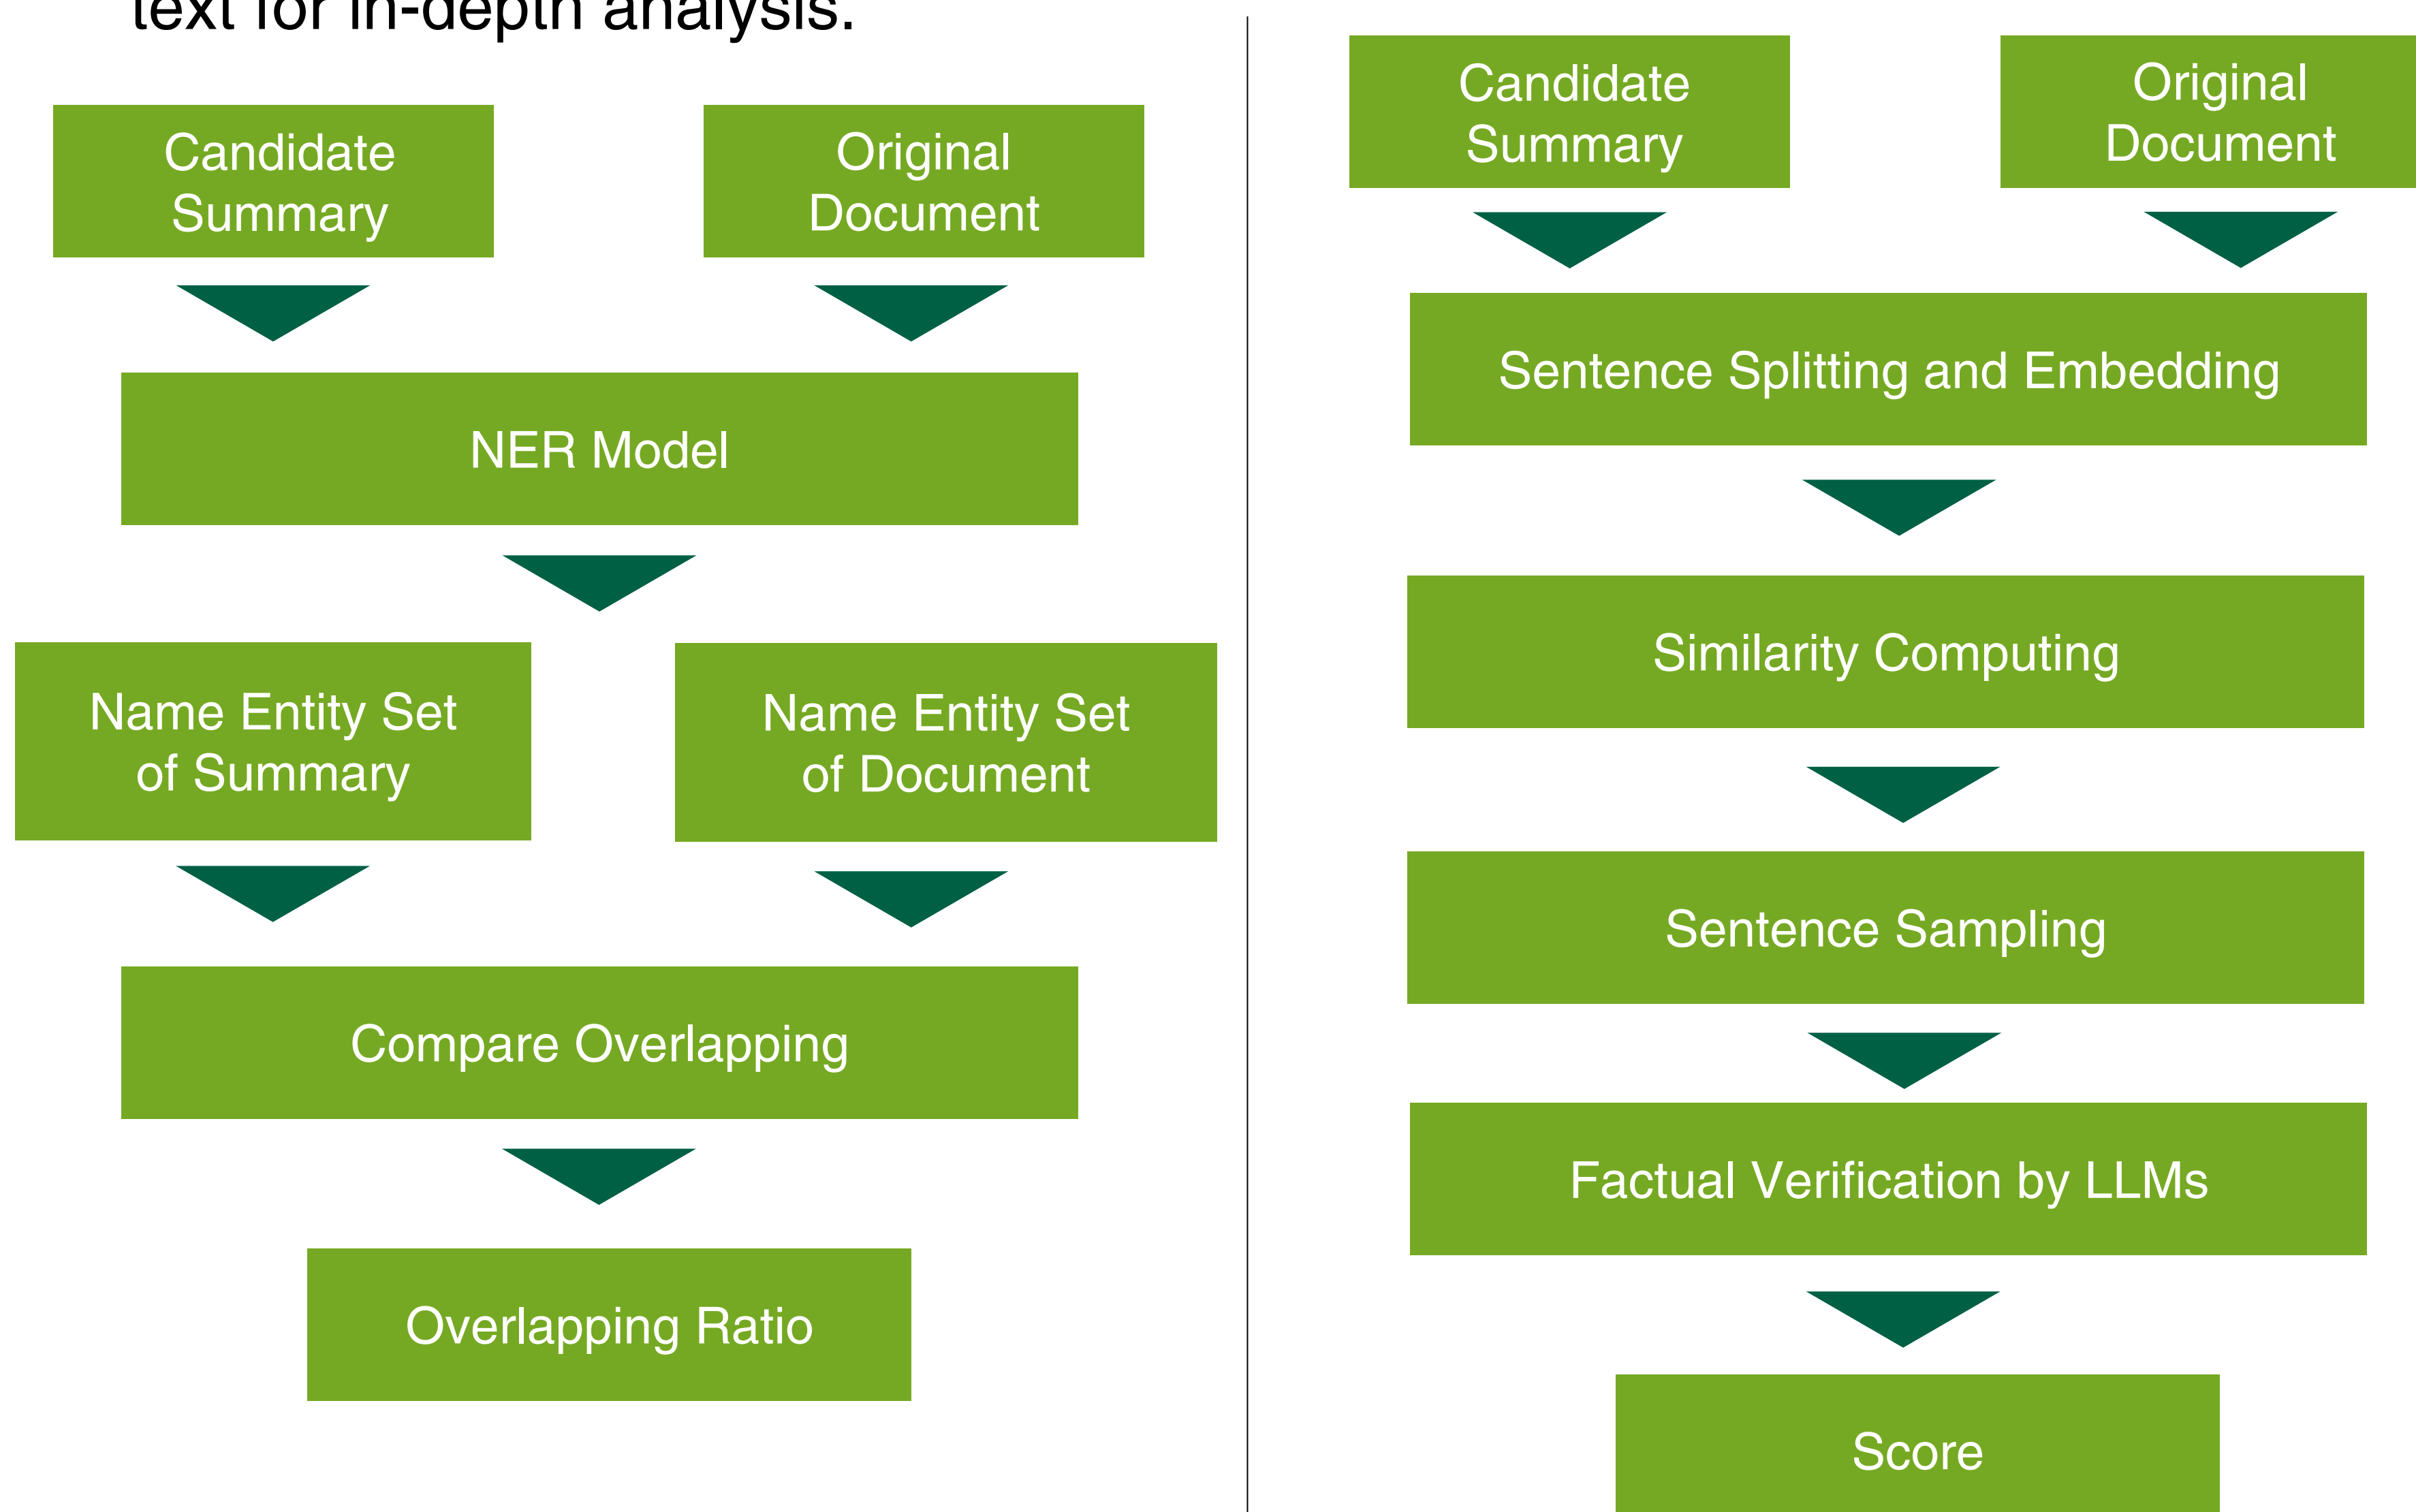 text for in-depth analysis.
Candidate
Summary
Original
Document
NER Model
Name Entity Set
of Summary
Name Entity Set
of Document
Compare Overlapping
Overlapping Ratio
Candidate
Summary
Original
Document
Sentence Splitting and Embedding
Similarity Computing
Sentence Sampling
Factual Verification by LLMs
Score